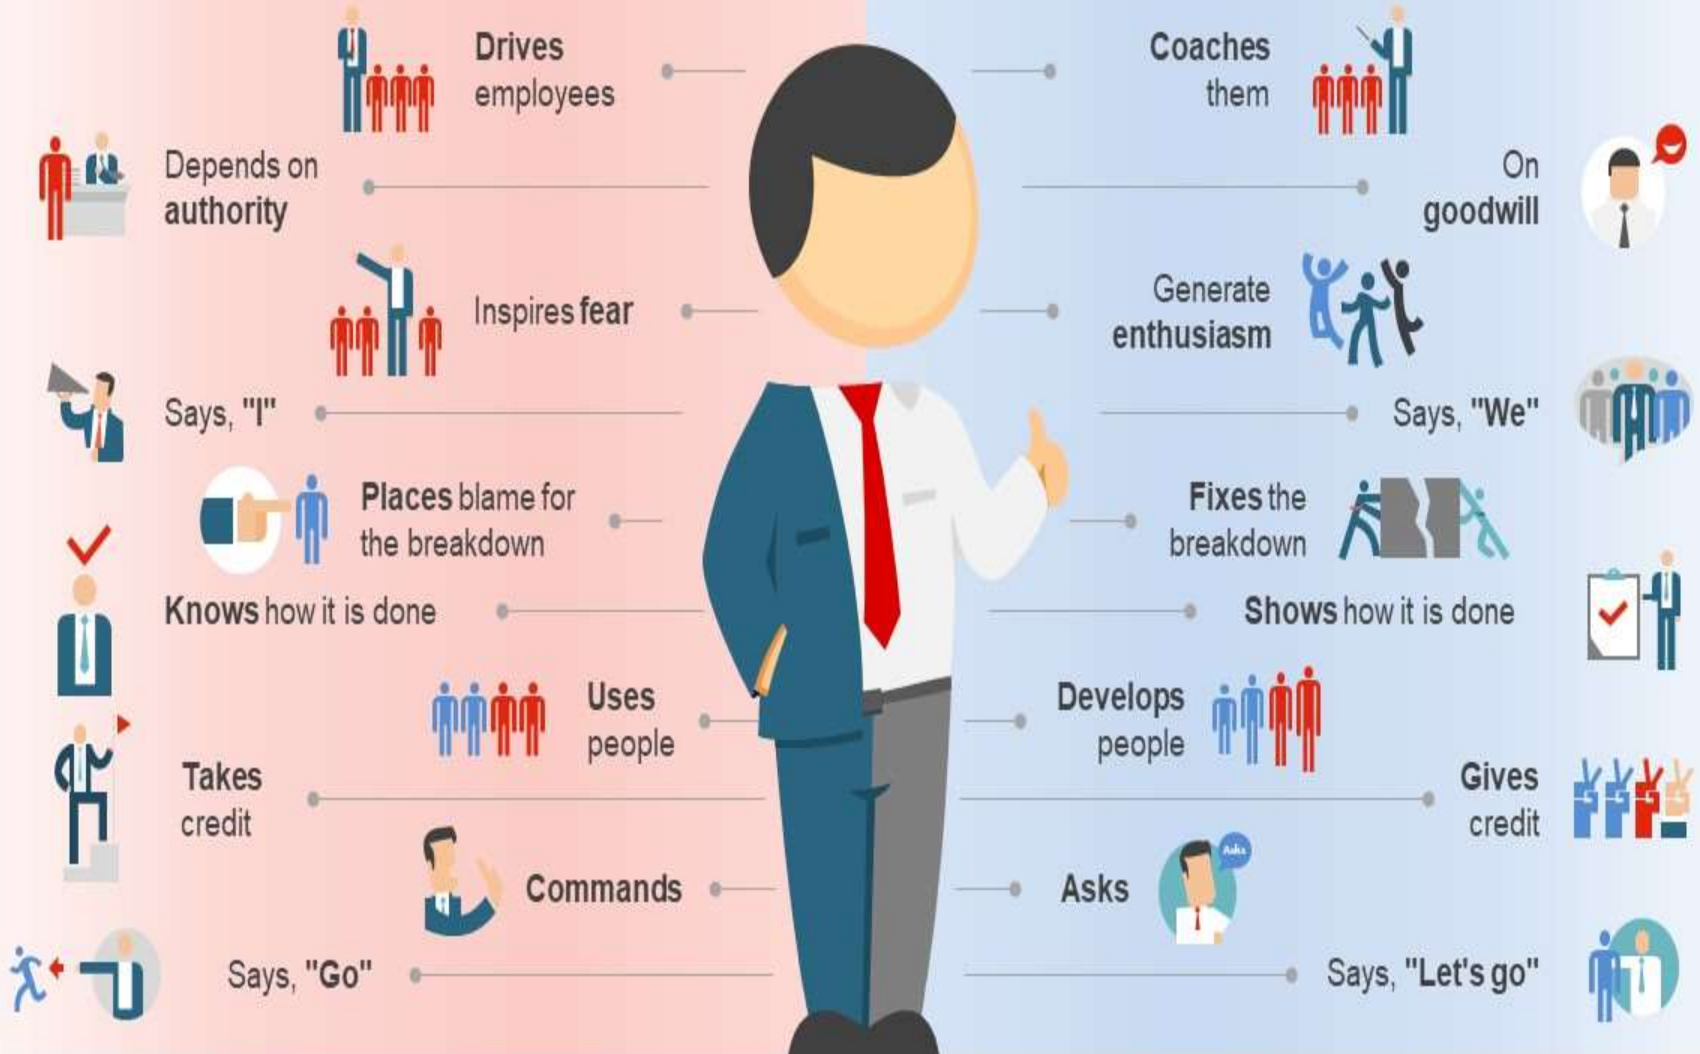 Drives
employees
Coaches
them
Depends on
authority
On
goodwill
Inspires fear
Generate
enthusiasm
Says, "I"
Says, "We"
Places blame for
the breakdown
Fixes the
breakdown
Knows how it is done
Shows how it is done
Uses
people
Develops
people
Takes
credit
Gives
credit
Commands
Asks
Asks
Says, "Go"
Says, "Let's go"